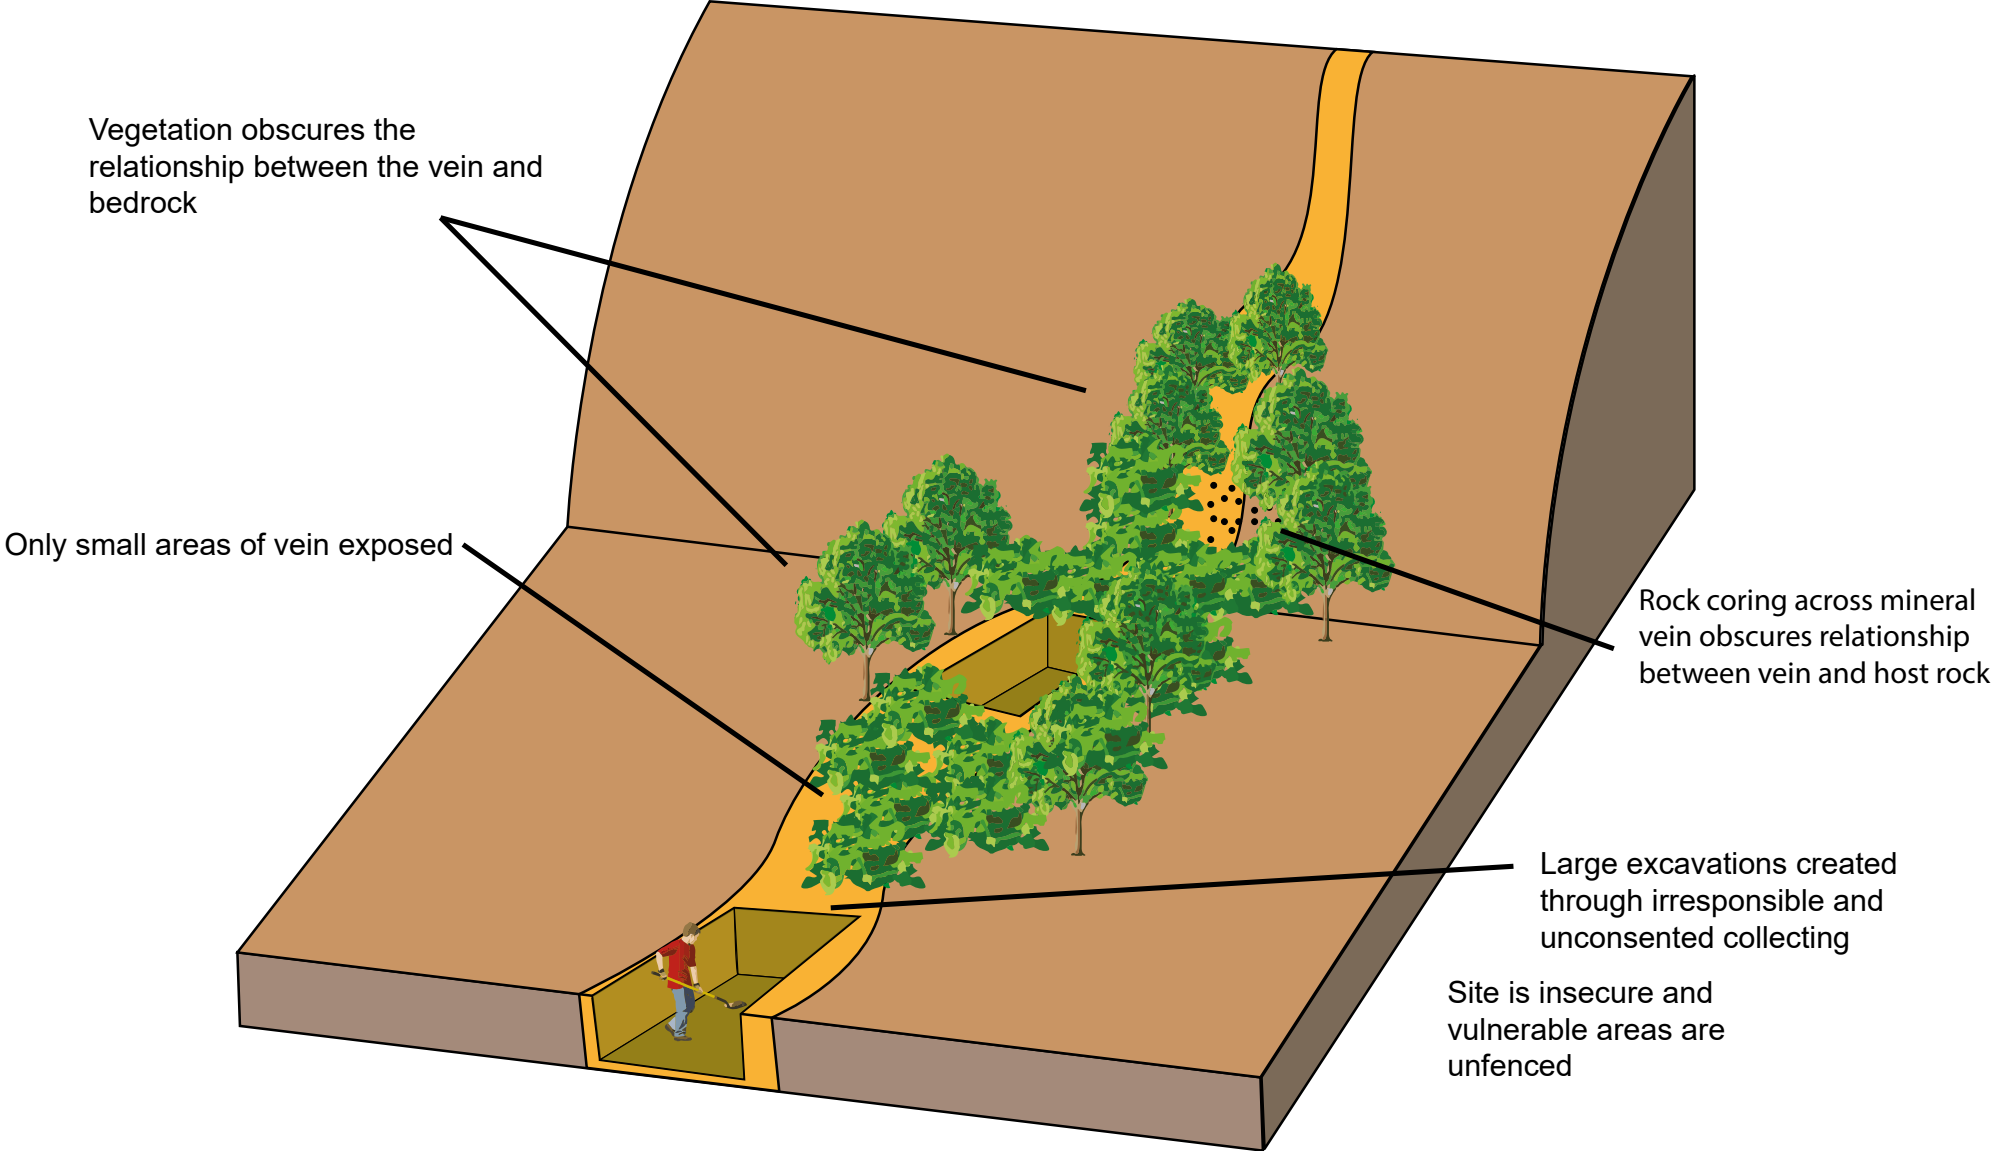 Vegetation obscures the
relationship between the vein and
bedrock
Only small areas of vein exposed
Rock coring across mineral
vein obscures relationship
between vein and host rock
Large excavations created
through irresponsible and
unconsented collecting
Site is insecure and
vulnerable areas are
unfenced